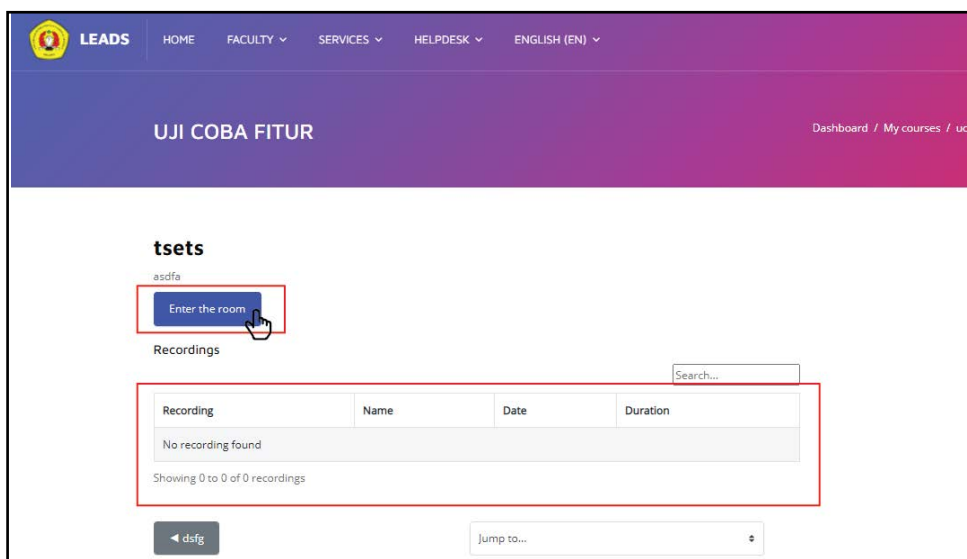 LEADS HOME FACULTY SERVICES HELPDESK ENGLISH (EN)
UJI COBA FITUR
Dashboard / My courses /
tsets
asdfa
Enter the room
Recordings
Search...
Recording Name Date Duration
No recording found
Showing 0 to 0 of 0 recordings
◄ dsfg Jump to...